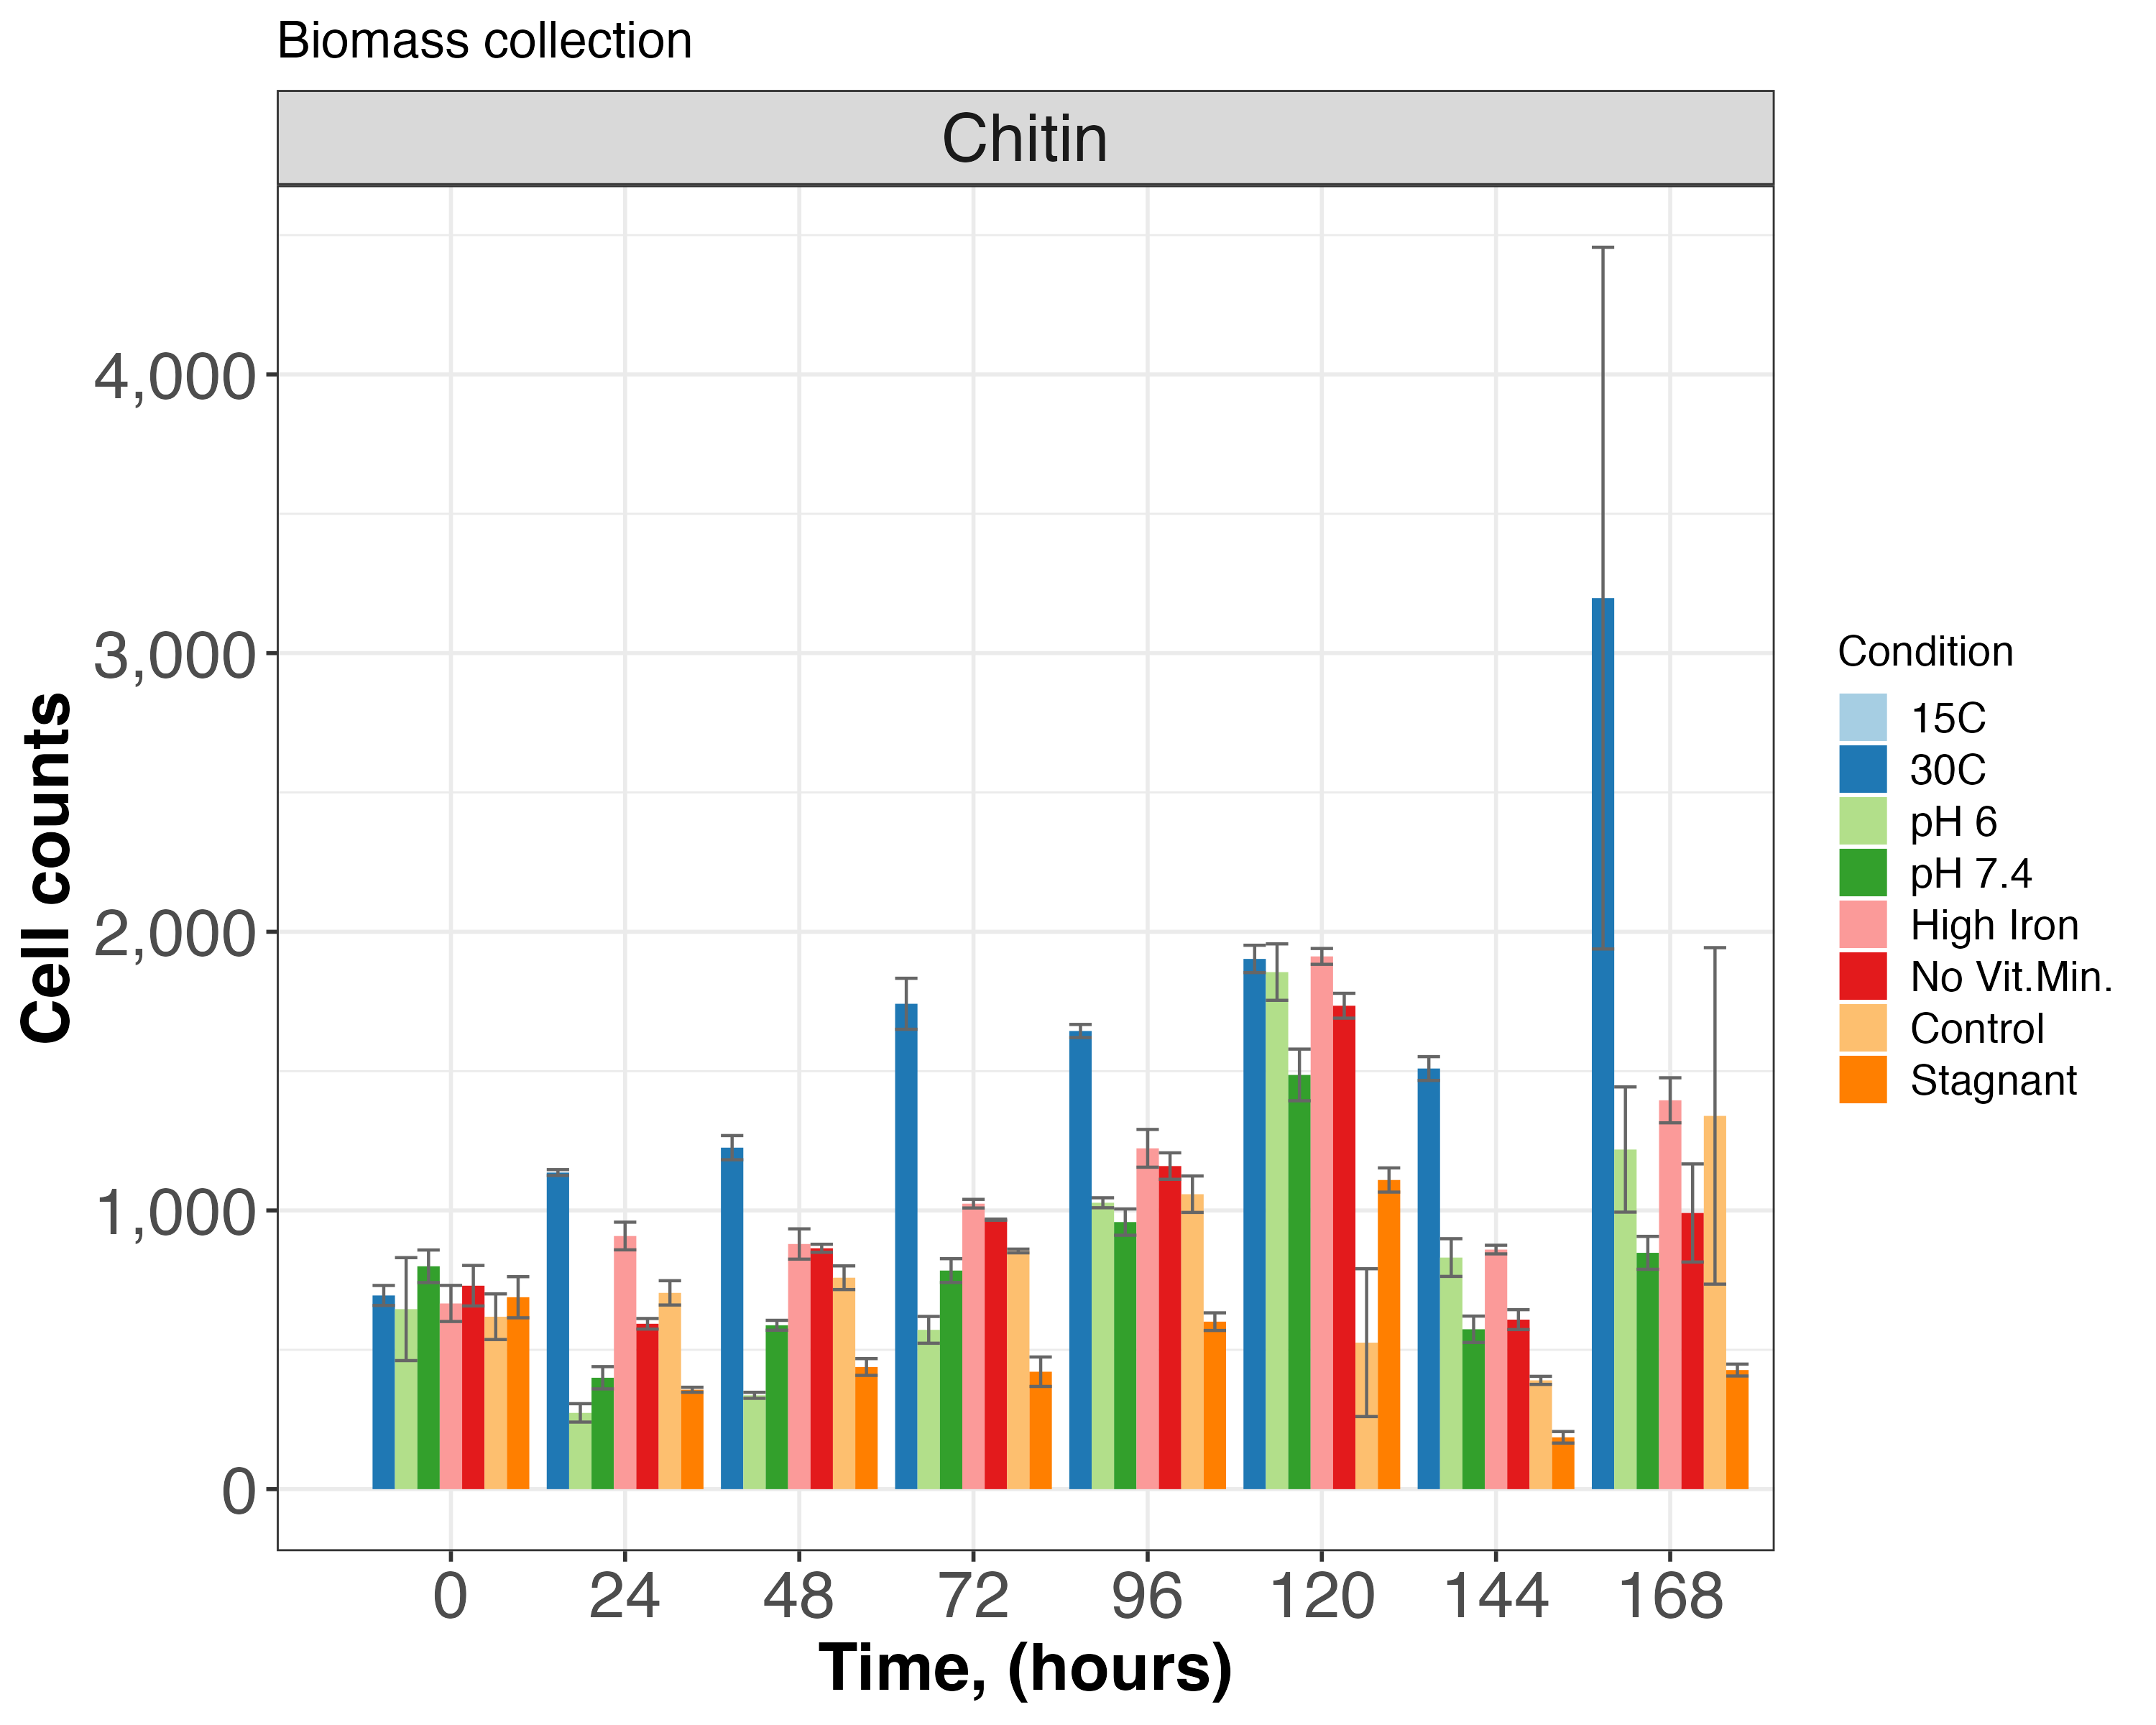 Biomass collection
Chitin
Cell counts
4,000
3,000
2,000
1,000
0
0 24 48 72 96 120 144 168
Time, (hours)
Condition
15C
30C
pH 6
pH 7.4
High Iron
No Vit.Min.
Control
Stagnant